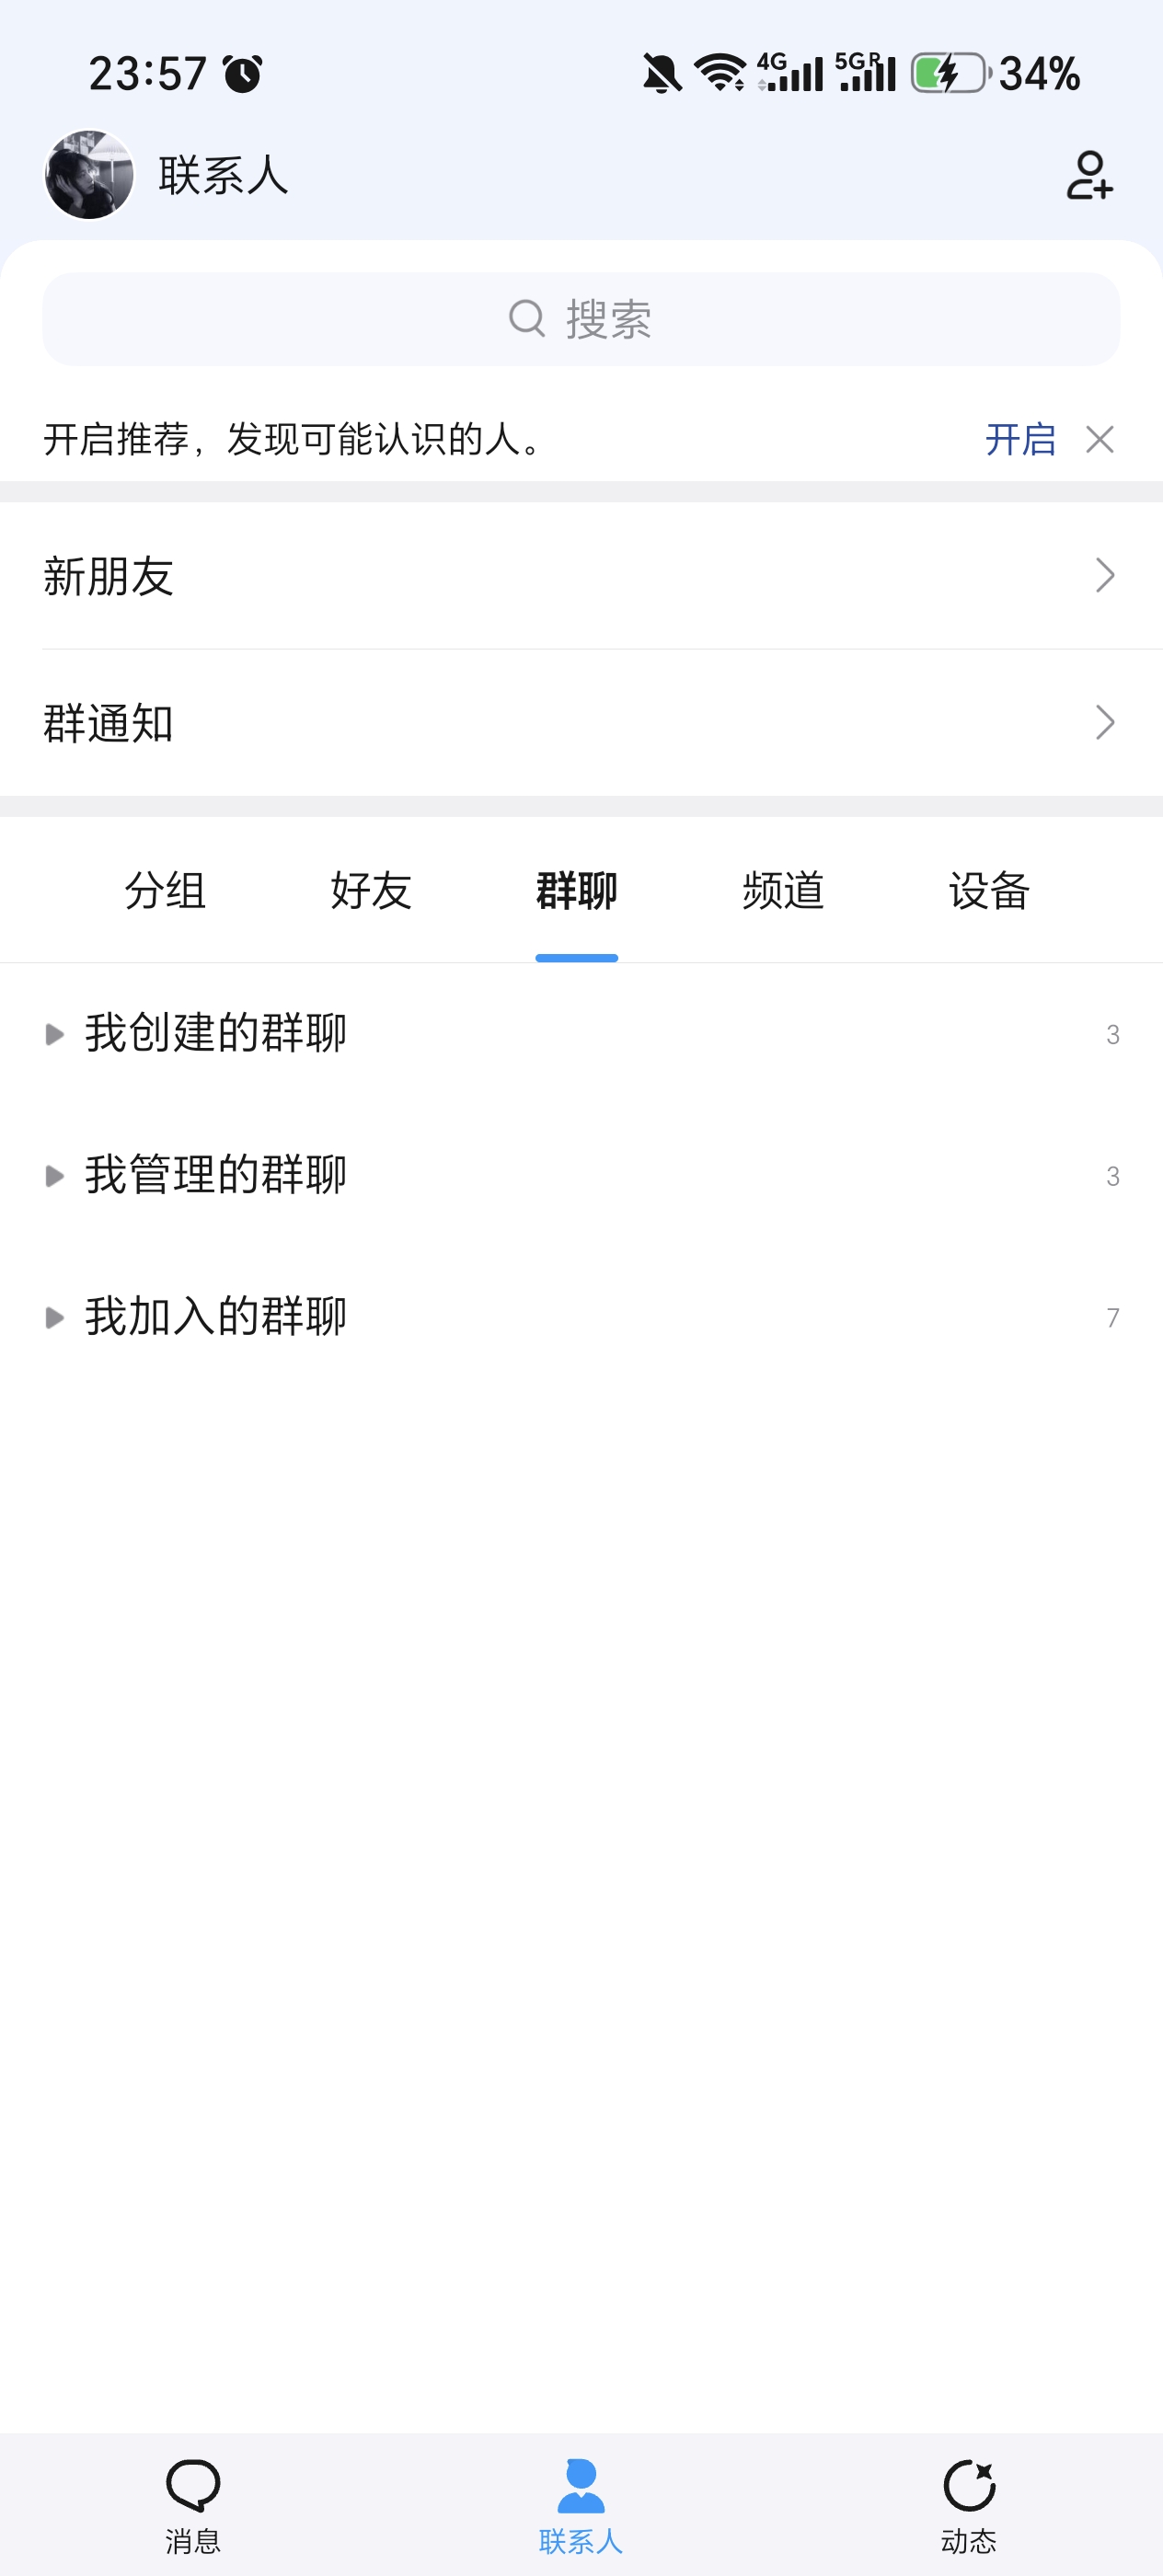 23:57 4G 5G R 34%
联系人
搜索
开启推荐，发现可能认识的人。 开启
新朋友
群通知
分组 好友 群聊 频道 设备
我创建的群聊 3
我管理的群聊 3
我加入的群聊 7
消息 联系人 动态